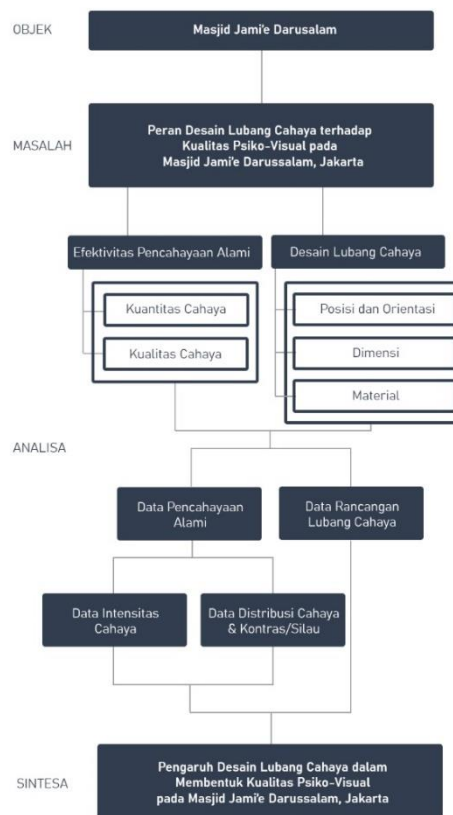 OBJEK
Masjid Jami'e Darusalam
MASALAH
Peran Desain Lubang Cahaya terhadap
Kualitas Psiko-Visual pada
Masjid Jami'e Darussalam, Jakarta
Efektivitas Pencahayaan Alami
Desain Lubang Cahaya
Kuantitas Cahaya
Kualitas Cahaya
Posisi dan Orientasi
Dimensi
Material
ANALISA
Data Pencahayaan
Alami
Data Rancangan
Lubang Cahaya
Data Intensitas
Cahaya
Data Distribusi Cahaya
& Kontras/Silau
SINTESA
Pengaruh Desain Lubang Cahaya dalam
Membentuk Kualitas Psiko-Visual
pada Masjid Jami'e Darussalam, Jakarta